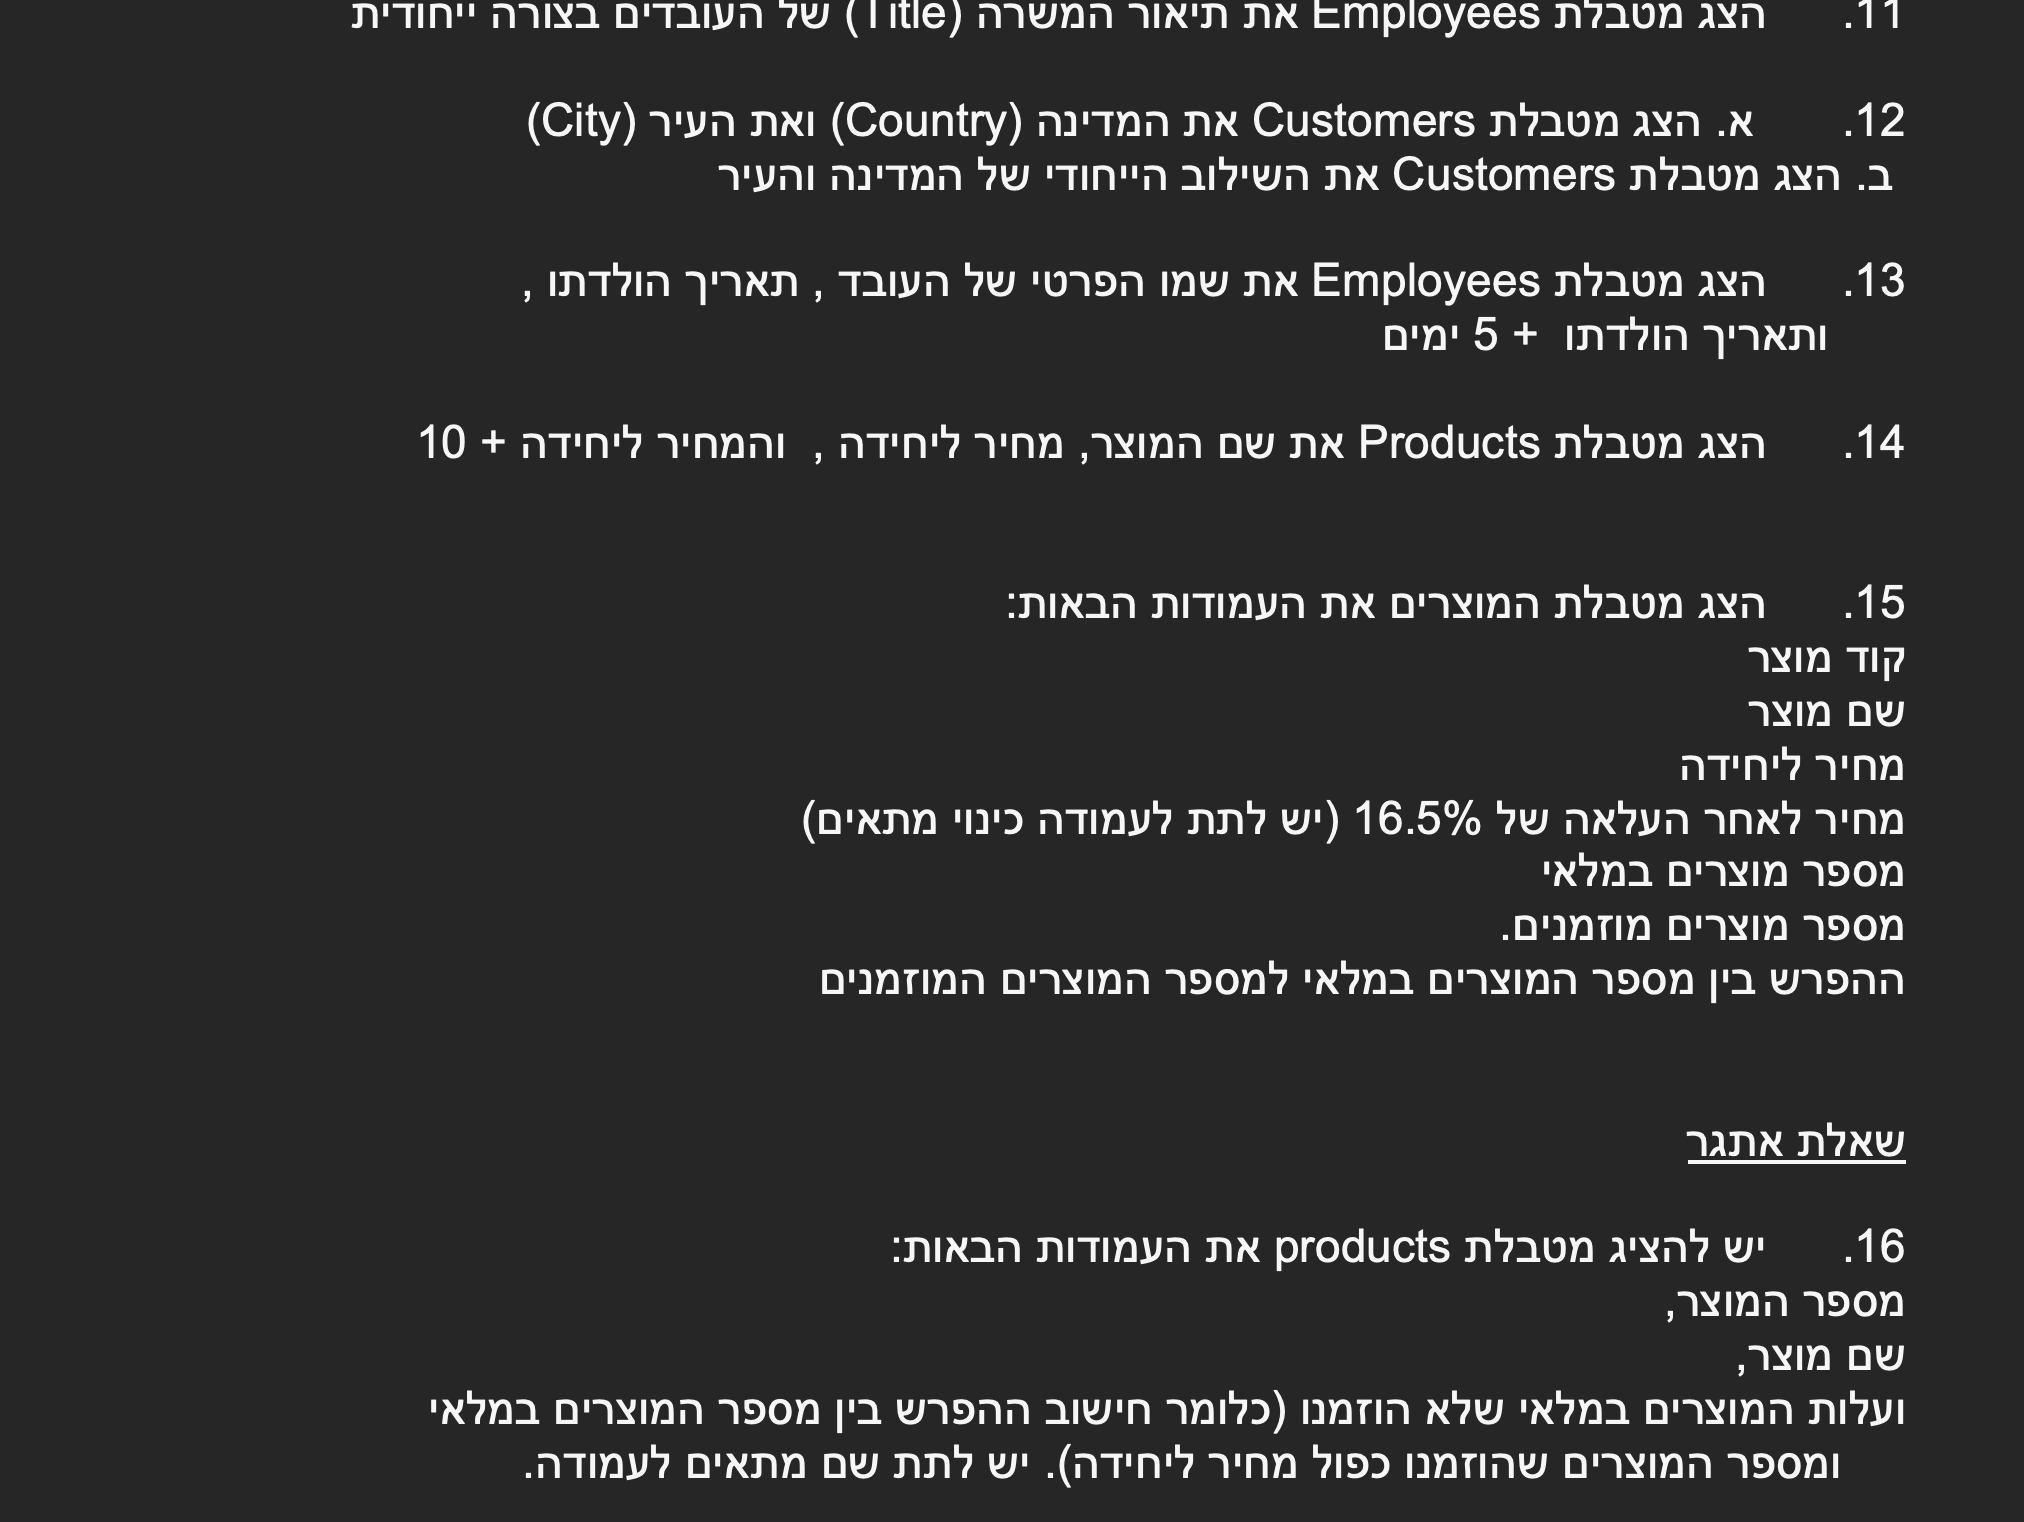 11. הצג מטבלת Employees את תיאור המשרה (Title) של העובדים בצורה ייחודית
12. א. הצג מטבלת Customers את המדינה (Country) ואת העיר (City)
ב. הצג מטבלת Customers את השילוב הייחודי של המדינה והעיר
13. הצג מטבלת Employees את שמו הפרטי של העובד , תאריך הולדתו ,
ותאריך הולדתו + 5 ימים
14. הצג מטבלת Products את שם המוצר, מחיר ליחידה , והמחיר ליחידה + 10
15. הצג מטבלת המוצרים את העמודות הבאות:
קוד מוצר
שם מוצר
מחיר ליחידה
מחיר לאחר העלאה של 16.5% (יש לתת לעמודה כינוי מתאים)
מספר מוצרים במלאי
מספר מוצרים מוזמנים.
ההפרש בין מספר המוצרים במלאי למספר המוצרים המוזמנים
שאלת אתגר
16. יש להציג מטבלת products את העמודות הבאות:
מספר המוצר,
שם מוצר,
ועלות המוצרים במלאי שלא הוזמנו (כלומר חישוב ההפרש בין מספר המוצרים במלאי
ומספר המוצרים שהוזמנו כפול מחיר ליחידה). יש לתת שם מתאים לעמודה.